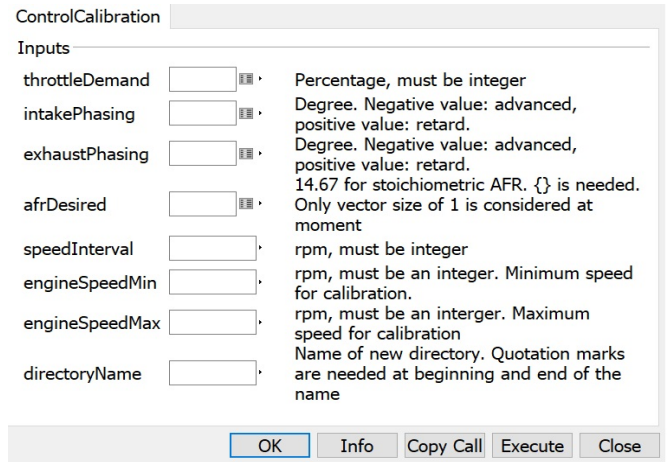 ControlCalibration
Inputs
throttleDemand Percentage, must be integer
intakePhasing Degree. Negative value: advanced,
positive value: retard.
exhaustPhasing Degree. Negative value: advanced,
positive value: retard.
afrDesired 14.67 for stoichiometric AFR. {} is needed.
Only vector size of 1 is considered at
moment
speedInterval rpm, must be integer
engineSpeedMin rpm, must be an integer. Minimum speed
for calibration.
engineSpeedMax rpm, must be an interger. Maximum
speed for calibration
directoryName Name of new directory. Quotation marks
are needed at beginning and end of the
name
OK Info Copy Call Execute Close